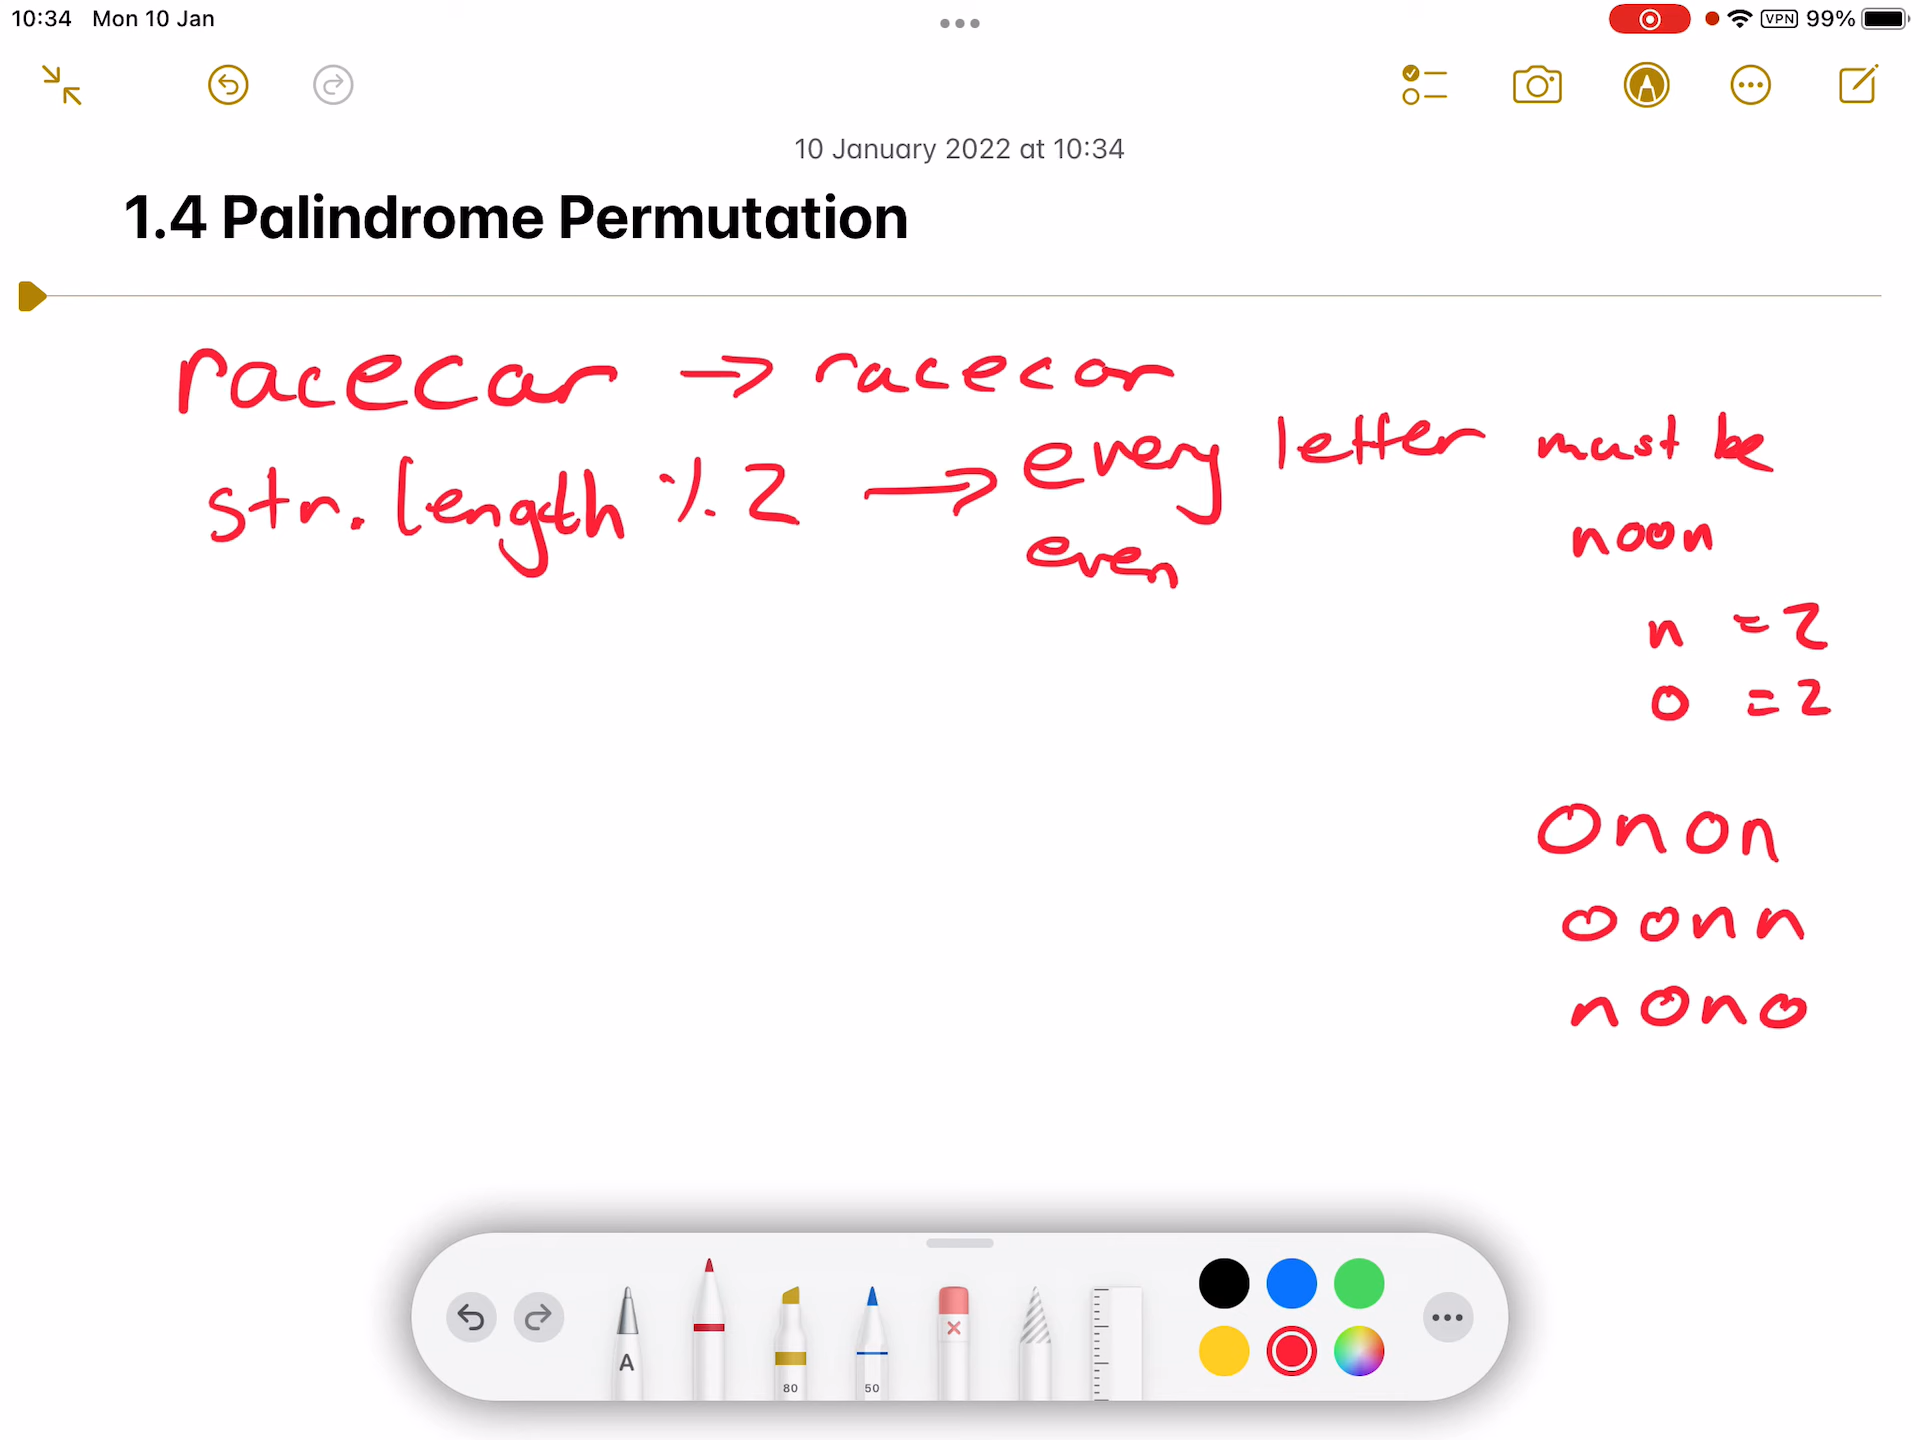 10:34 Mon 10 Jan
VPN 99%
10 January 2022 at 10:34
1.4 Palindrome Permutation
racecar → racecar
str. length % 2 → every letter must be
even
noon
n = 2
o = 2
onon
oonn
nono
A
80
50